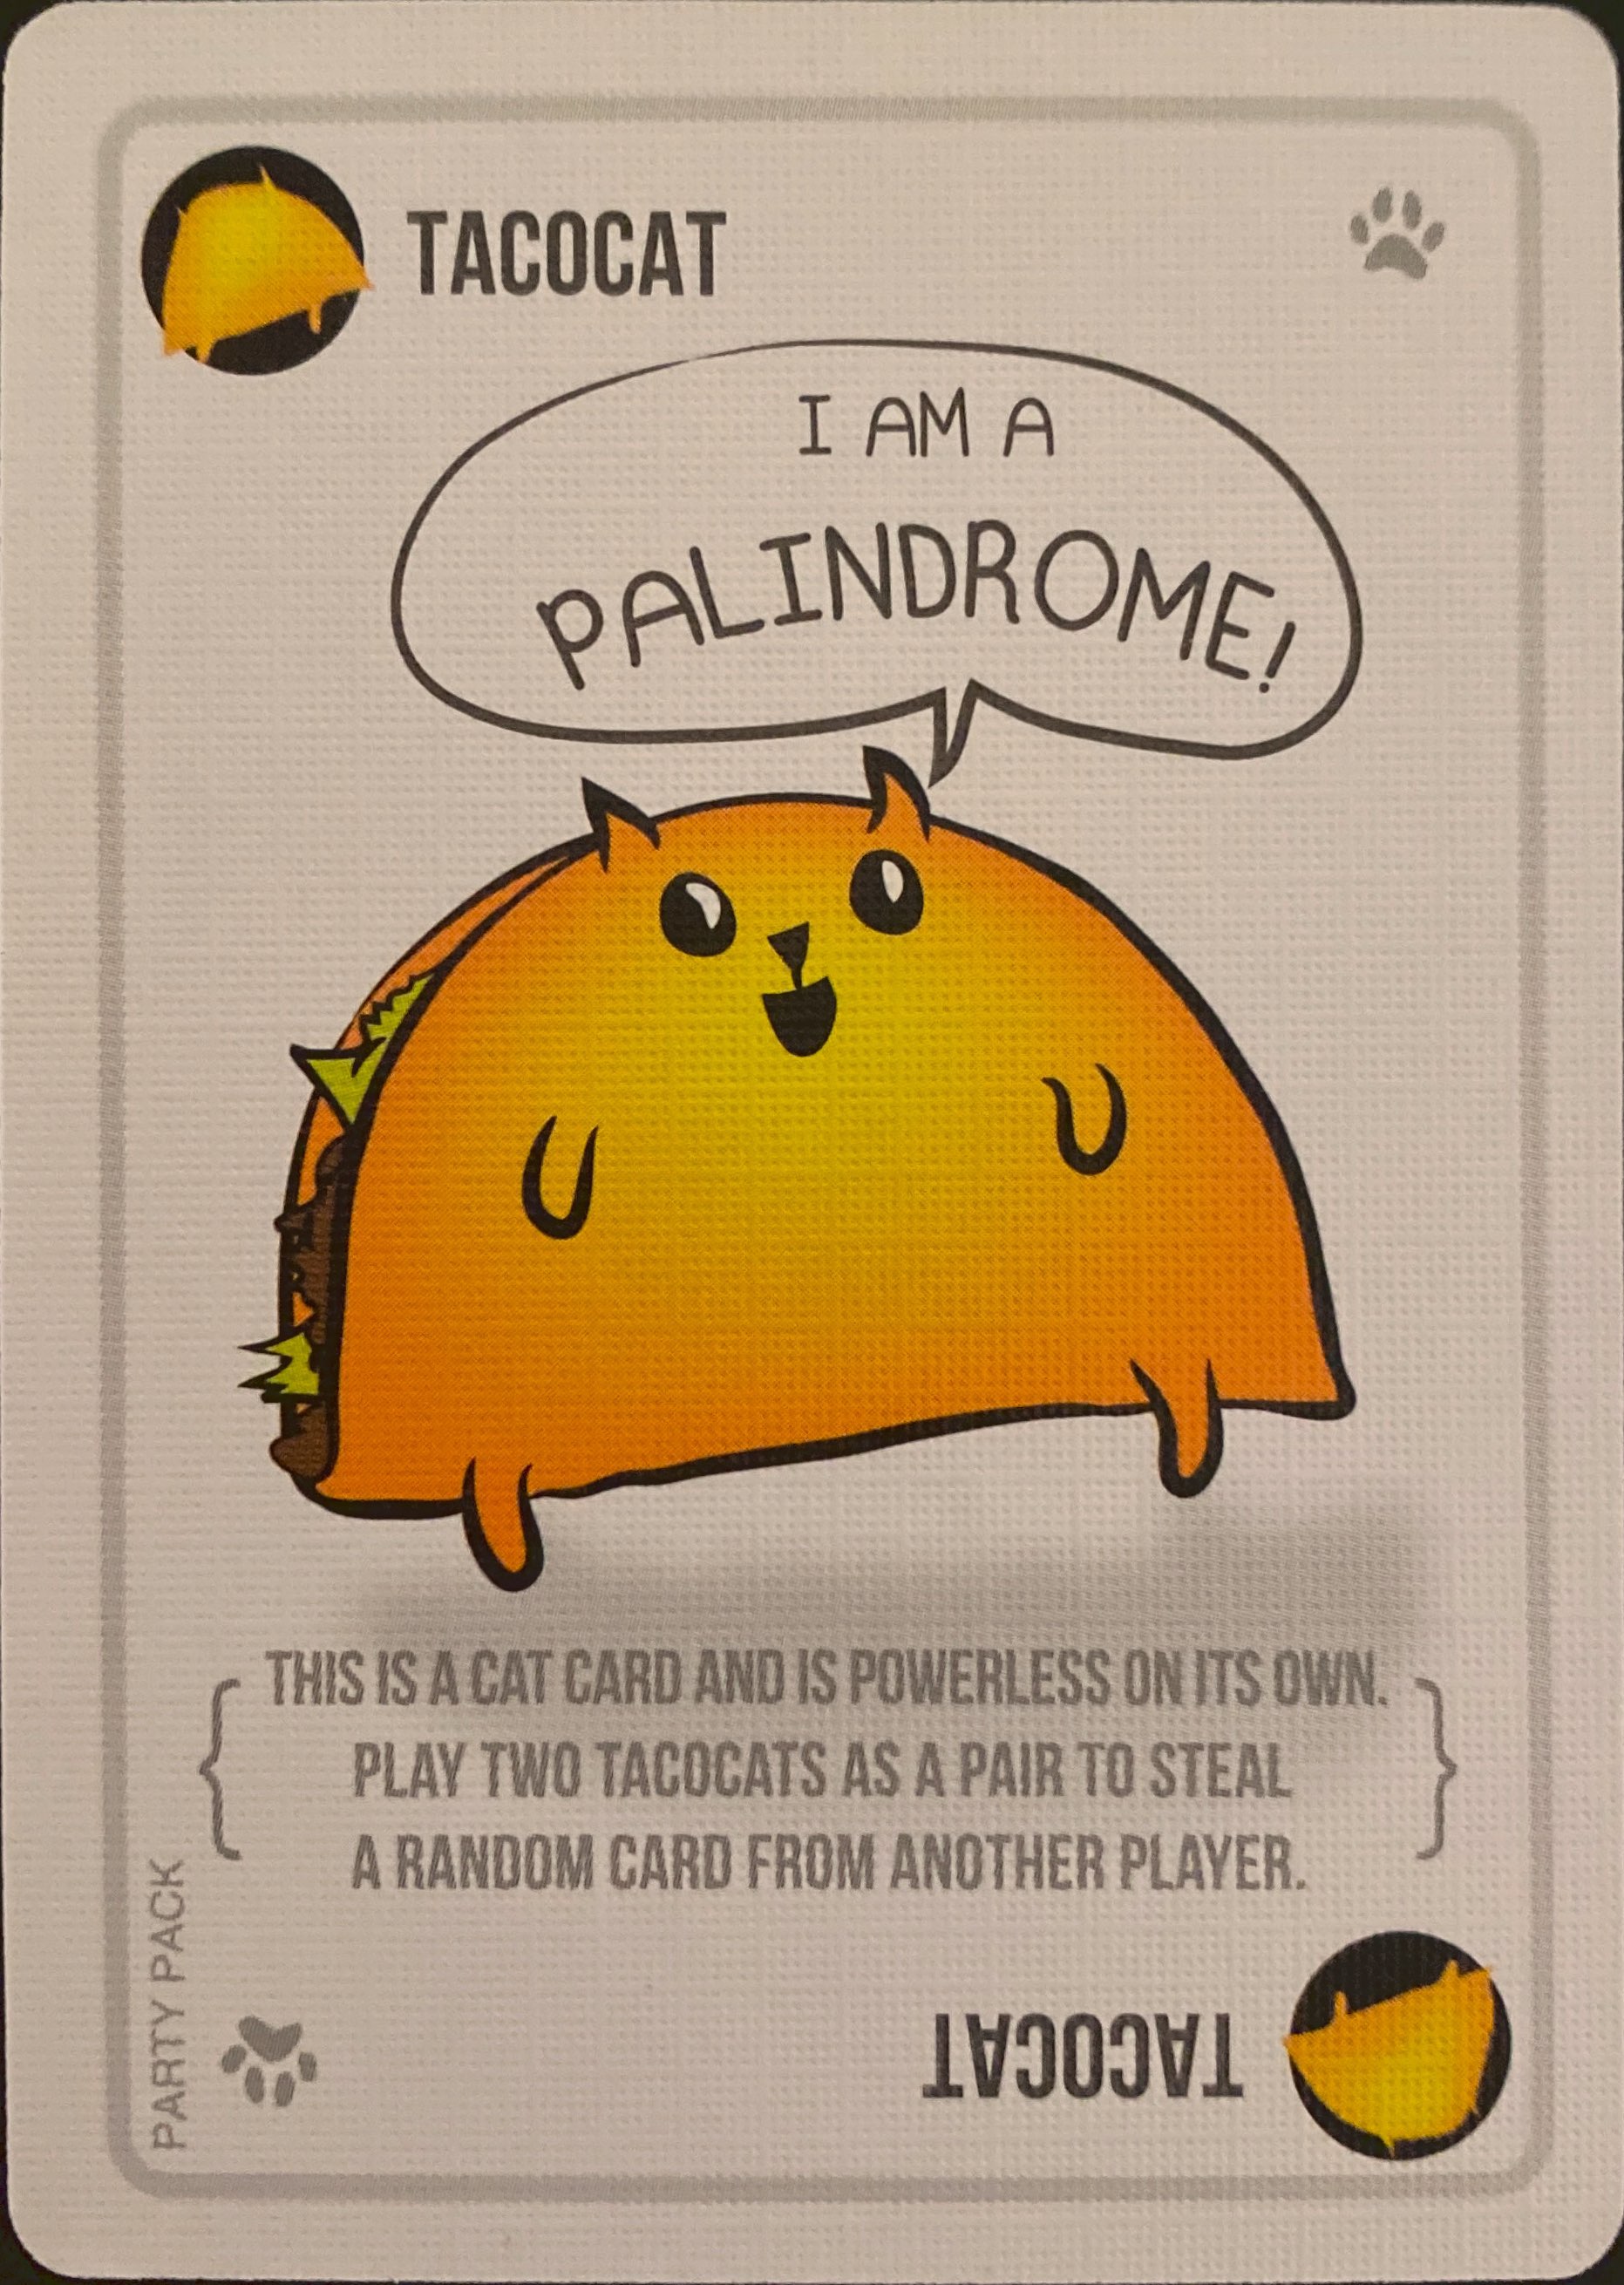 TACOCAT
I AM A
PALINDROME!
THIS IS A CAT CARD AND IS POWERLESS ON ITS OWN.
PLAY TWO TACOCATS AS A PAIR TO STEAL
A RANDOM CARD FROM ANOTHER PLAYER.
PARTY PACK
TACOCAT